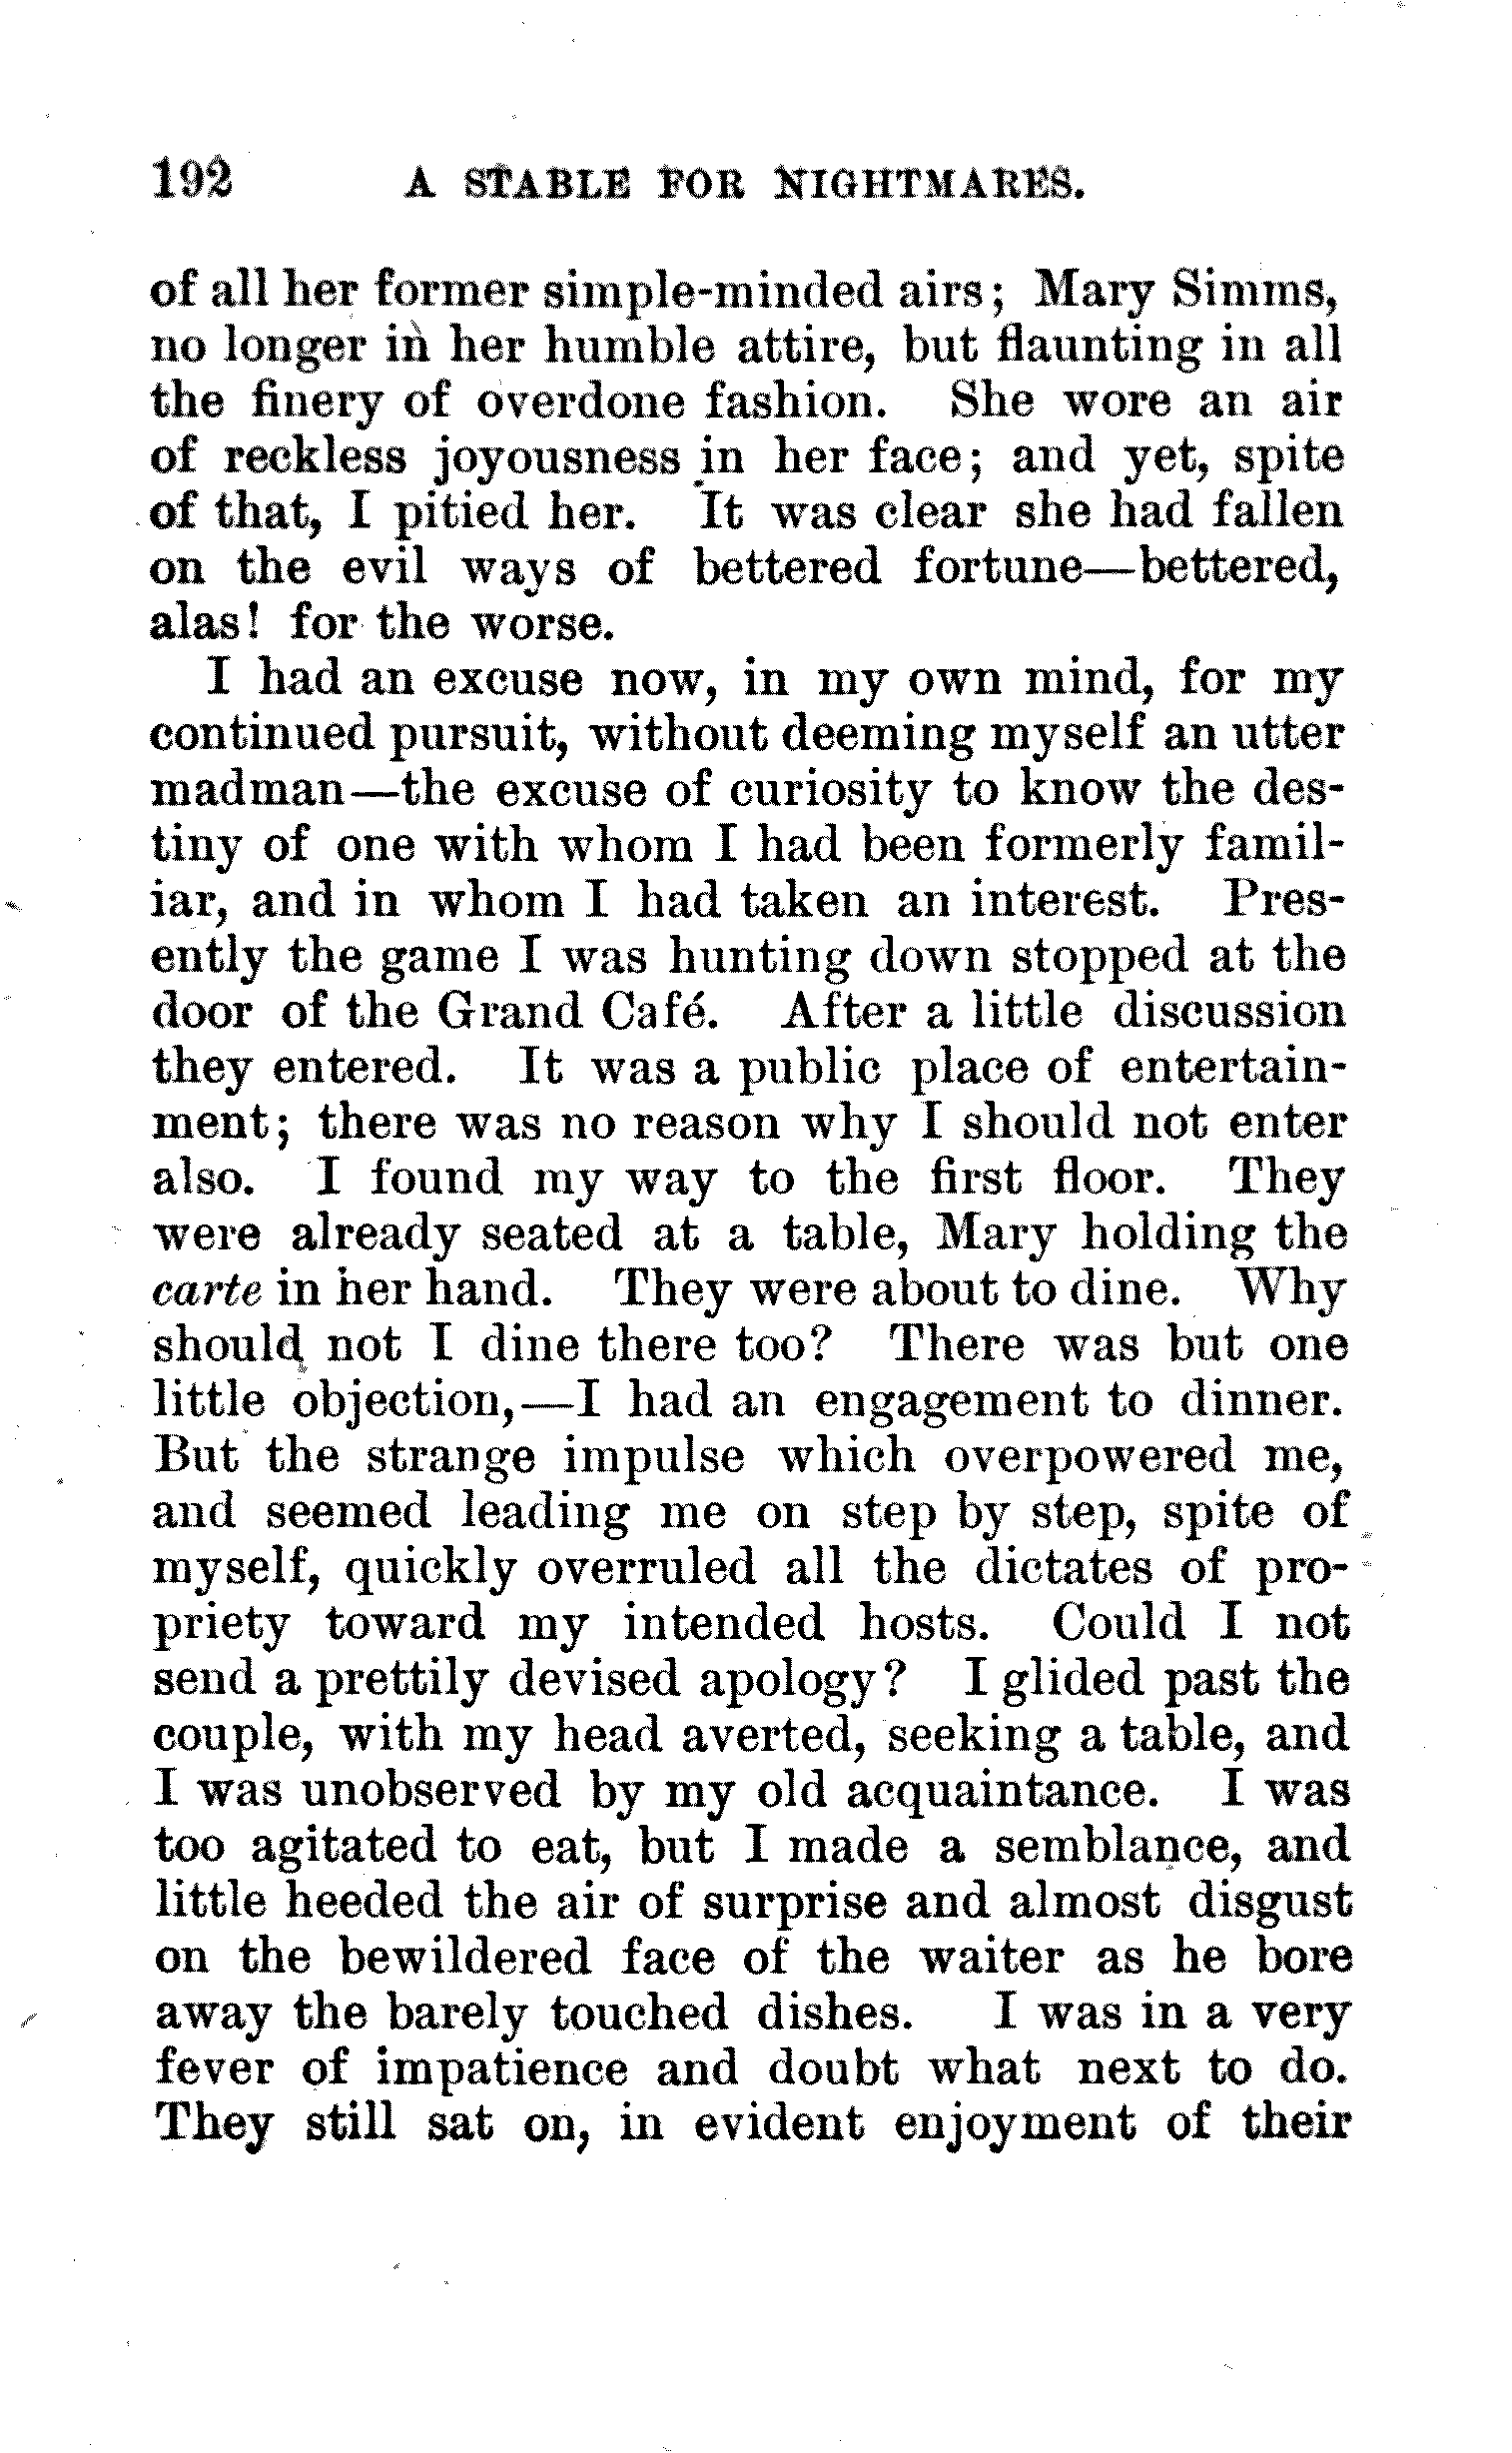 192 A STABLE FOR NIGHTMARES.
of all her former simple-minded airs; Mary Simms,
no longer in her humble attire, but flaunting in all
the finery of overdone fashion. She wore an air
of reckless joyousness in her face; and yet, spite
of that, I pitied her. It was clear she had fallen
on the evil ways of bettered fortune—bettered,
alas! for the worse.
I had an excuse now, in my own mind, for my
continued pursuit, without deeming myself an utter
madman—the excuse of curiosity to know the des-
tiny of one with whom I had been formerly famil-
iar, and in whom I had taken an interest. Pres-
ently the game I was hunting down stopped at the
door of the Grand Café. After a little discussion
they entered. It was a public place of entertain-
ment; there was no reason why I should not enter
also. I found my way to the first floor. They
were already seated at a table, Mary holding the
carte in her hand. They were about to dine. Why
should not I dine there too? There was but one
little objection,—I had an engagement to dinner.
But the strange impulse which overpowered me,
and seemed leading me on step by step, spite of
myself, quickly overruled all the dictates of pro-
priety toward my intended hosts. Could I not
send a prettily devised apology? I glided past the
couple, with my head averted, seeking a table, and
I was unobserved by my old acquaintance. I was
too agitated to eat, but I made a semblance, and
little heeded the air of surprise and almost disgust
on the bewildered face of the waiter as he bore
away the barely touched dishes. I was in a very
fever of impatience and doubt what next to do.
They still sat on, in evident enjoyment of their